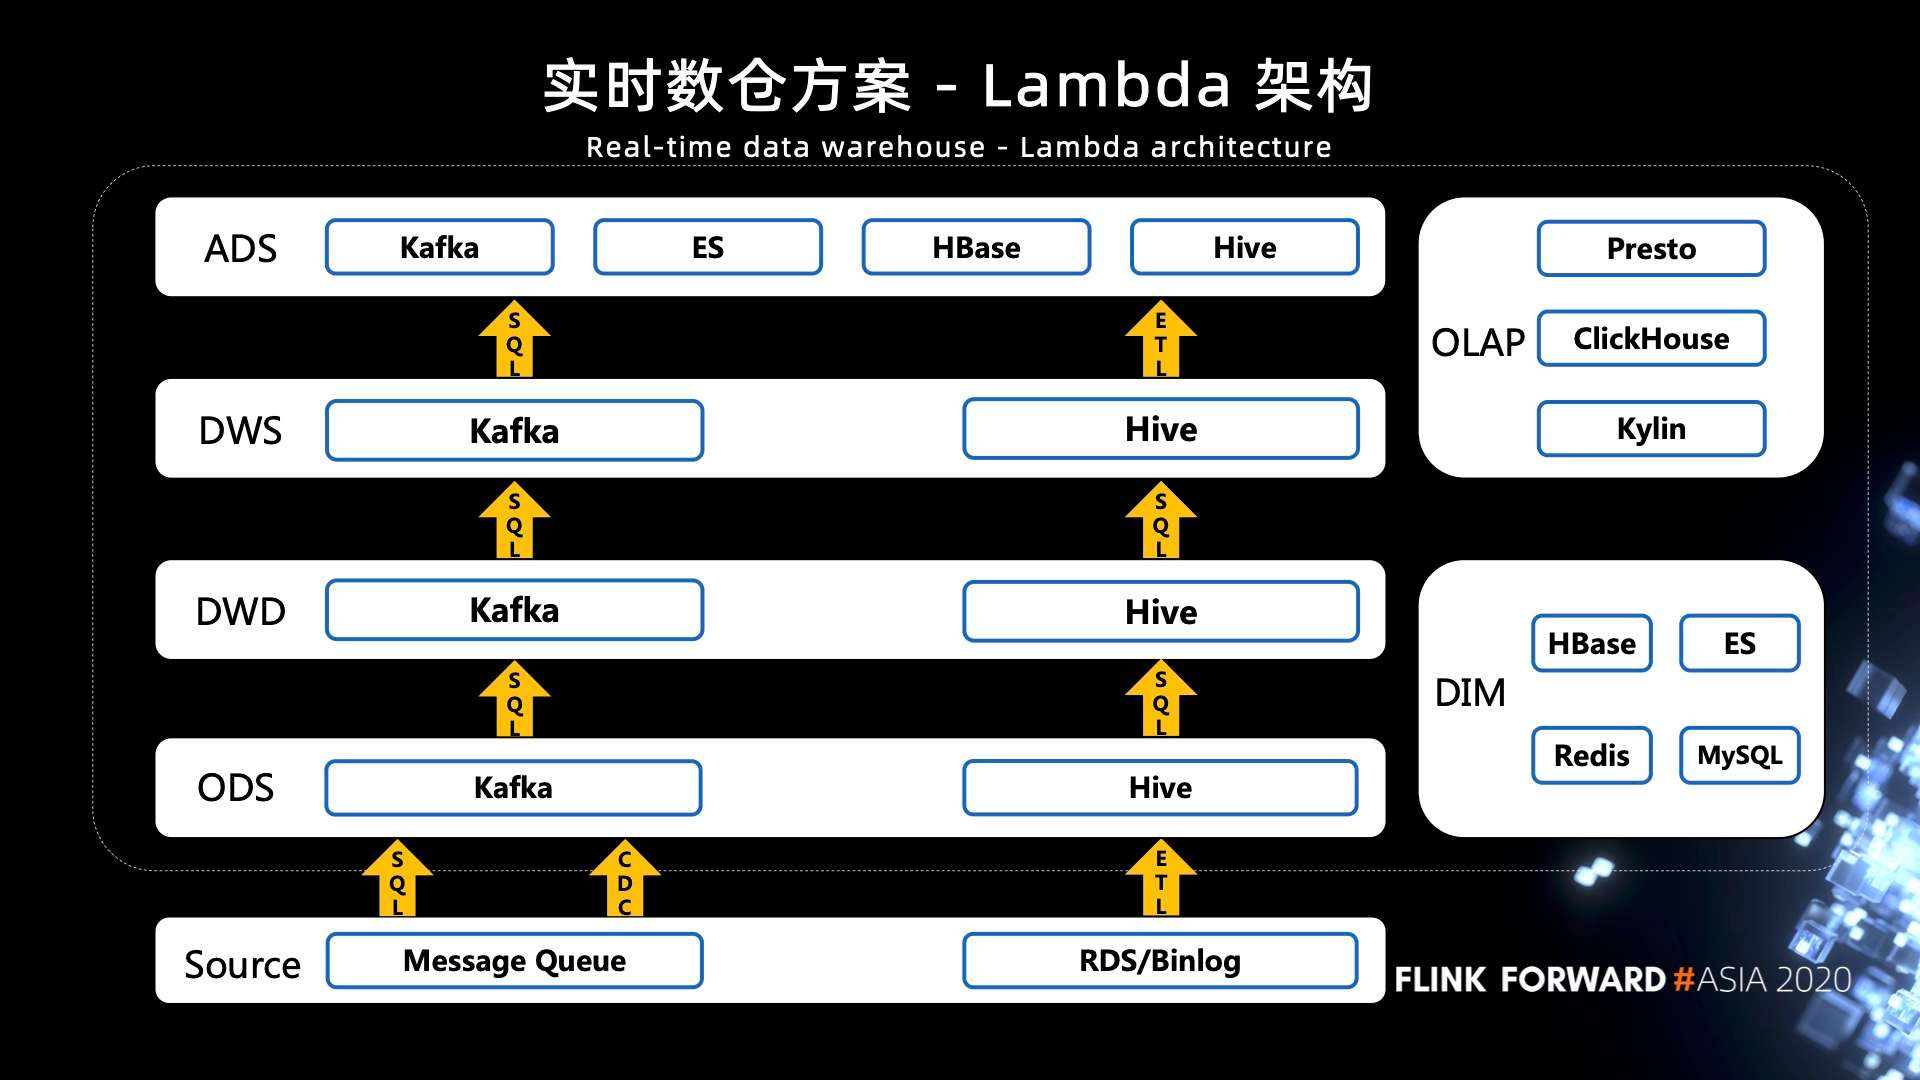 实时数仓方案 - Lambda 架构
Real-time data warehouse - Lambda architecture
ADS Kafka ES HBase Hive
SQL ETL
DWS Kafka Hive
SQL SQL
DWD Kafka Hive
SQL SQL
ODS Kafka Hive
SQL CDC ETL
Source Message Queue RDS/Binlog
OLAP
Presto
ClickHouse
Kylin
DIM
HBase ES
Redis MySQL
FLINK FORWARD #ASIA 2020